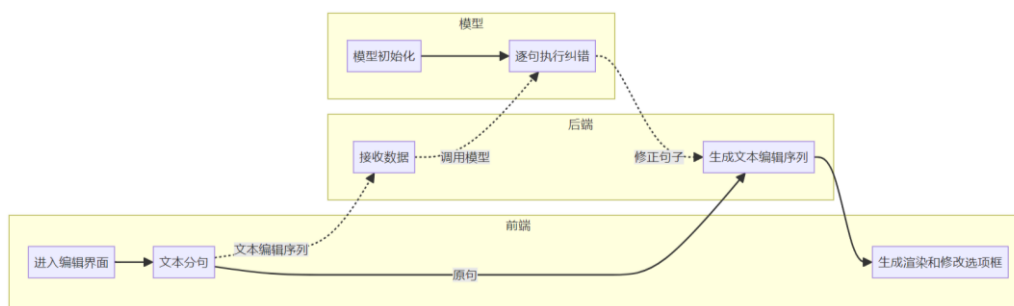 模型
模型初始化
逐句执行纠错
后端
接收数据
调用模型
修正句子
生成文本编辑序列
前端
进入编辑界面
文本分句
文本编辑序列
原句
生成渲染和修改选项框